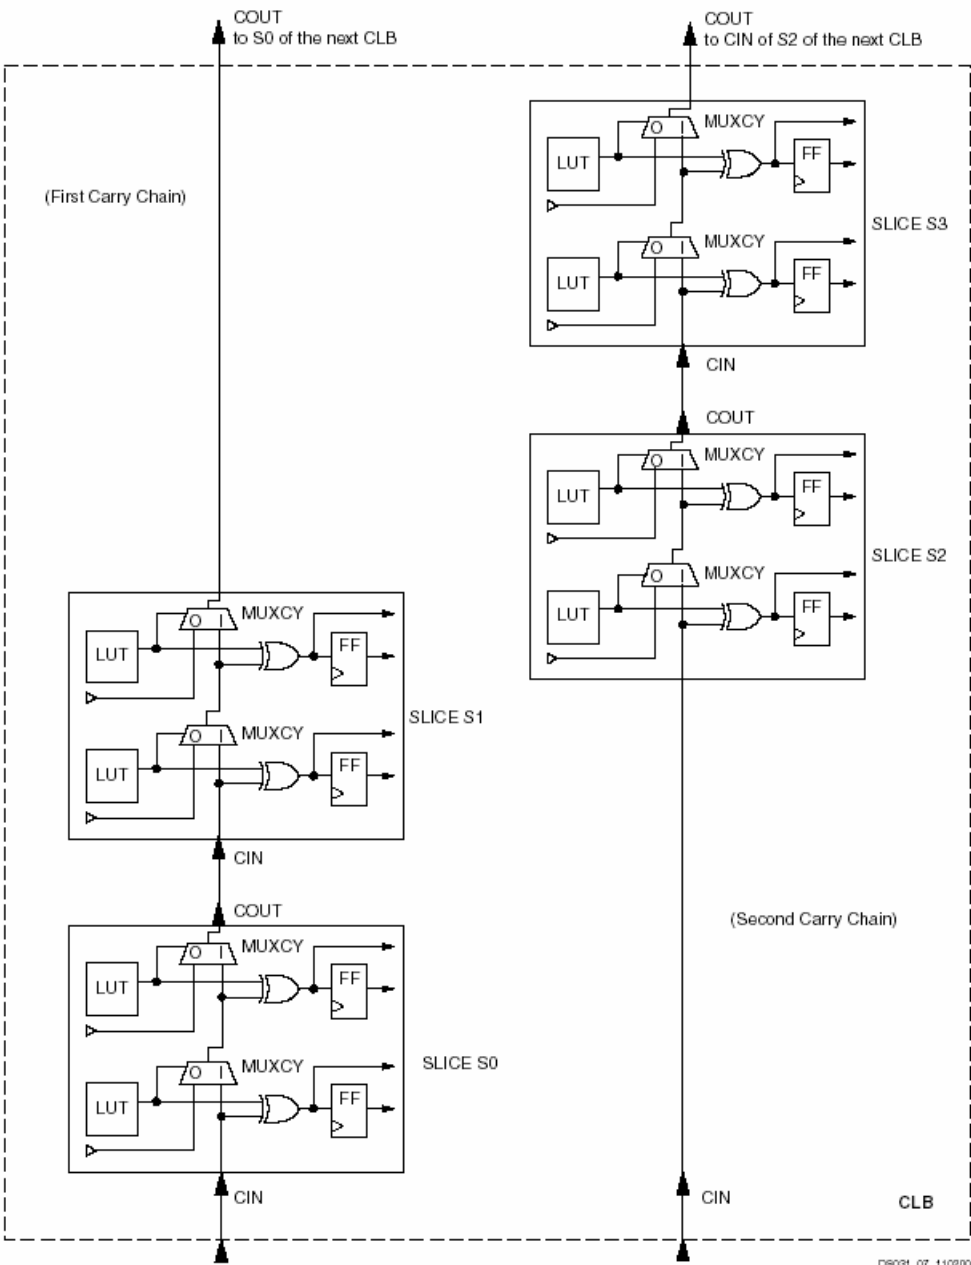 COUT
to S0 of the next CLB
COUT
to CIN of S2 of the next CLB
(First Carry Chain)
O
MUXCY
LUT
FF
SLICE S3
O
MUXCY
LUT
FF
CIN
COUT
O
MUXCY
LUT
FF
SLICE S2
O
MUXCY
LUT
FF
O
MUXCY
LUT
FF
SLICE S1
O
MUXCY
LUT
FF
CIN
COUT
(Second Carry Chain)
O
MUXCY
LUT
FF
SLICE S0
O
MUXCY
LUT
FF
CIN
CIN
CLB